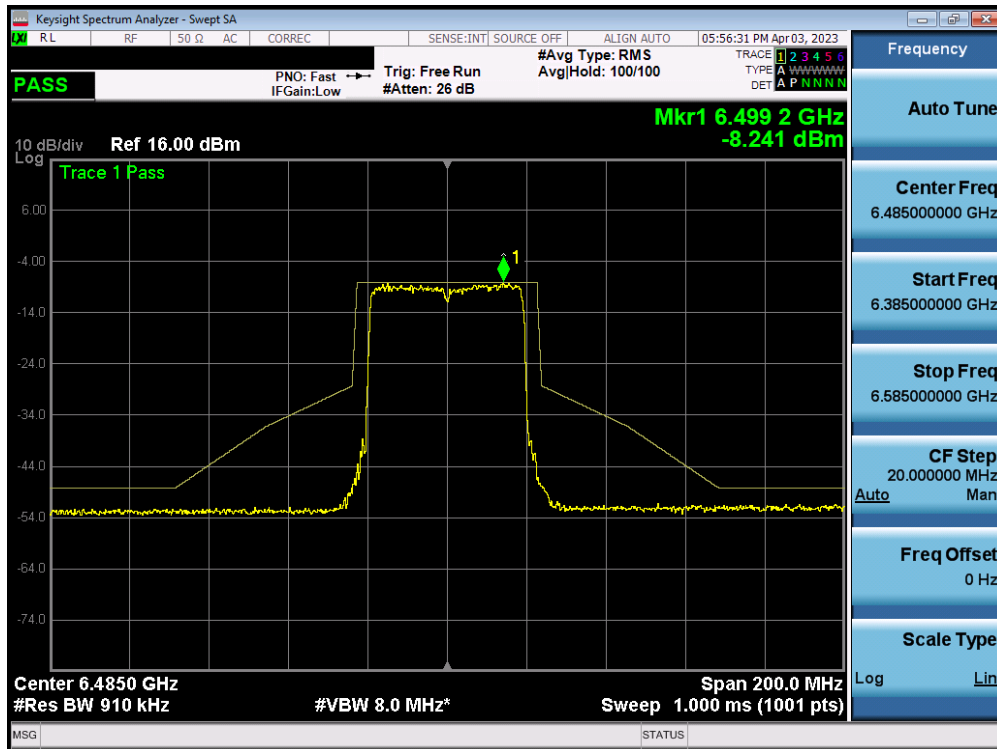 Keysight Spectrum Analyzer - Swept SA
LXI RL RF 50 Ω AC CORREC SENSE:INT SOURCE OFF ALIGN AUTO 05:56:31 PM Apr 03, 2023
PASS
PNO: Fast
IFGain:Low
Trig: Free Run
#Atten: 26 dB
#Avg Type: RMS
Avg|Hold: 100/100
TRACE 1 2 3 4 5 6
TYPE A WWWWW
DET A P N N N N
Mkr1 6.499 2 GHz
-8.241 dBm
10 dB/div Ref 16.00 dBm
Log
Trace 1 Pass
6.00
-4.00
1
-14.0
-24.0
-34.0
-44.0
-54.0
-64.0
-74.0
Center 6.4850 GHz Span 200.0 MHz
#Res BW 910 kHz #VBW 8.0 MHz* Sweep 1.000 ms (1001 pts)
MSG STATUS
Frequency
Auto Tune
Center Freq
6.485000000 GHz
Start Freq
6.385000000 GHz
Stop Freq
6.585000000 GHz
CF Step
20.000000 MHz
Auto Man
Freq Offset
0 Hz
Scale Type
Log Lin